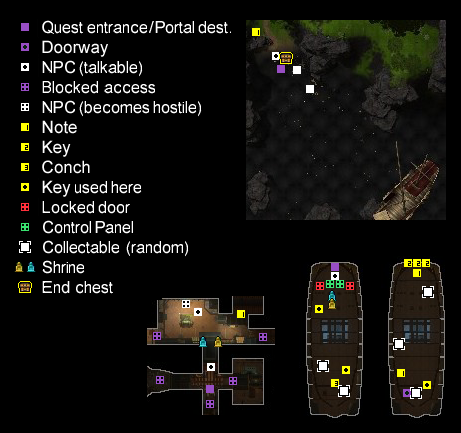 Quest entrance/Portal dest.
Doorway
NPC (talkable)
Blocked access
NPC (becomes hostile)
Note
Key
Conch
Key used here
Locked door
Control Panel
Collectable (random)
Shrine
End chest